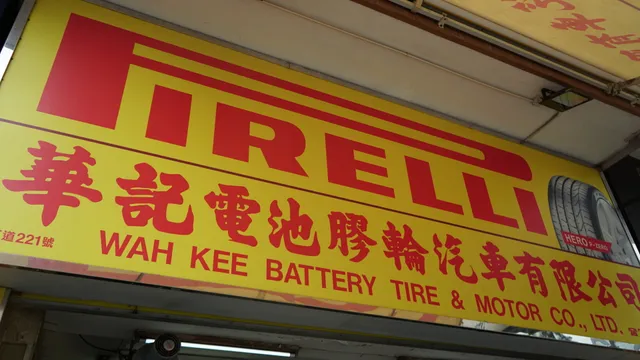 PIRELLI
華記電池膠輪汽車有限公司
道221號
WAH KEE BATTERY TIRE & MOTOR CO., LTD.
HERO